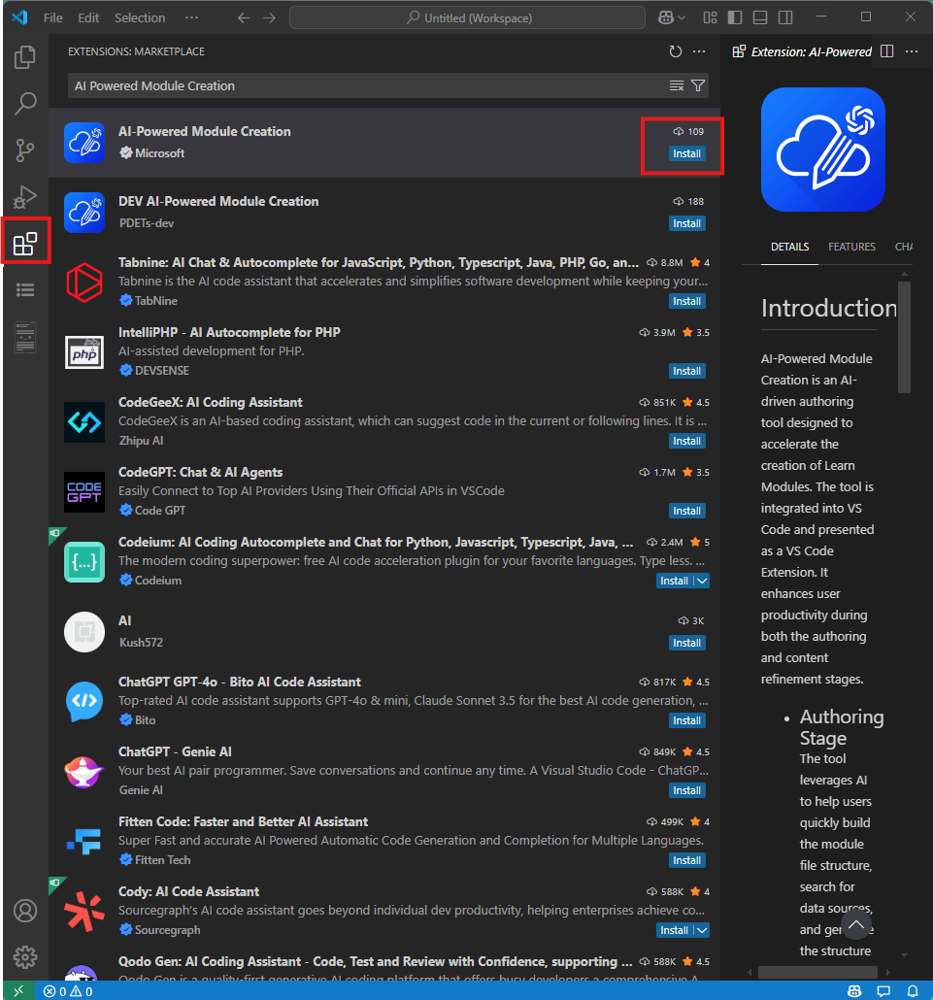 File Edit Selection ··· Untitled (Workspace)
EXTENSIONS: MARKETPLACE
AI Powered Module Creation
AI-Powered Module Creation 109
Microsoft Install
DEV AI-Powered Module Creation 188
PDETs-dev Install
Tabnine: AI Chat & Autocomplete for JavaScript, Python, Typescript, Java, PHP, Go, an... 8.8M 4
Tabnine is the AI code assistant that accelerates and simplifies software development while keeping your...
TabNine Install
IntelliPHP - AI Autocomplete for PHP 3.9M 3.5
AI-assisted development for PHP.
php
DEVSENSE Install
CodeGeeX: AI Coding Assistant 851K 4.5
CodeGeeX is an AI-based coding assistant, which can suggest code in the current or following lines. It is ...
Zhipu AI Install
CodeGPT: Chat & AI Agents 1.7M 3.5
Easily Connect to Top AI Providers Using Their Official APIs in VSCode
CODE
GPT
Code GPT Install
Codeium: AI Coding Autocomplete and Chat for Python, Javascript, Typescript, Java, ... 2.4M 5
The modern coding superpower: free AI code acceleration plugin for your favorite languages. Type less. ...
{...}
Codeium Install
AI 3K
Kush572 Install
ChatGPT GPT-4o - Bito AI Code Assistant 817K 4.5
Top-rated AI code assistant supports GPT-4o & mini, Claude Sonnet 3.5 for the best AI code generation, ...
Bito Install
ChatGPT - Genie AI 849K 4.5
Your best AI pair programmer. Save conversations and continue any time. A Visual Studio Code - ChatGP...
Genie AI Install
Fitten Code: Faster and Better AI Assistant 499K 4
Super Fast and accurate AI Powered Automatic Code Generation and Completion for Multiple Languages.
Fitten Tech Install
Cody: AI Code Assistant 588K 4
Sourcegraph's AI code assistant goes beyond individual dev productivity, helping enterprises achieve co...
Sourcegraph Install
Qodo Gen: AI Coding Assistant - Code, Test and Review with Confidence, supporting ... 588K 4.5
Qodo Gen is a quality-first generative AI coding platform that offers busy developers a comprehensive
Extension: AI-Powered
DETAILS FEATURES CHA
Introduction
AI-Powered Module
Creation is an AI-
driven authoring
tool designed to
accelerate the
creation of Learn
Modules. The tool is
integrated into VS
Code and presented
as a VS Code
Extension. It
enhances user
productivity during
both the authoring
and content
refinement stages.
• Authoring
Stage
The tool
leverages AI
to help users
quickly build
the module
file structure,
search for
data sources,
and
the structure
0 0